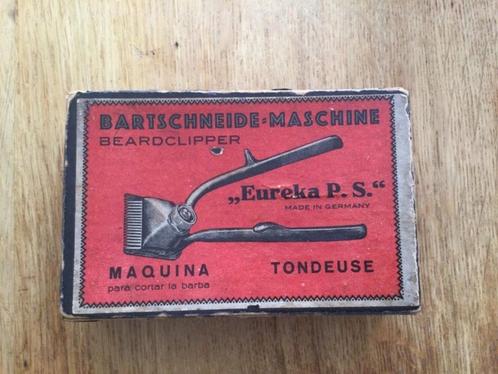 BARTSCHNEIDE-MASCHINE
BEARDCLIPPER
„Eureka P. S.“
MADE IN GERMANY
MAQUINA
para cortar la barba
TONDEUSE